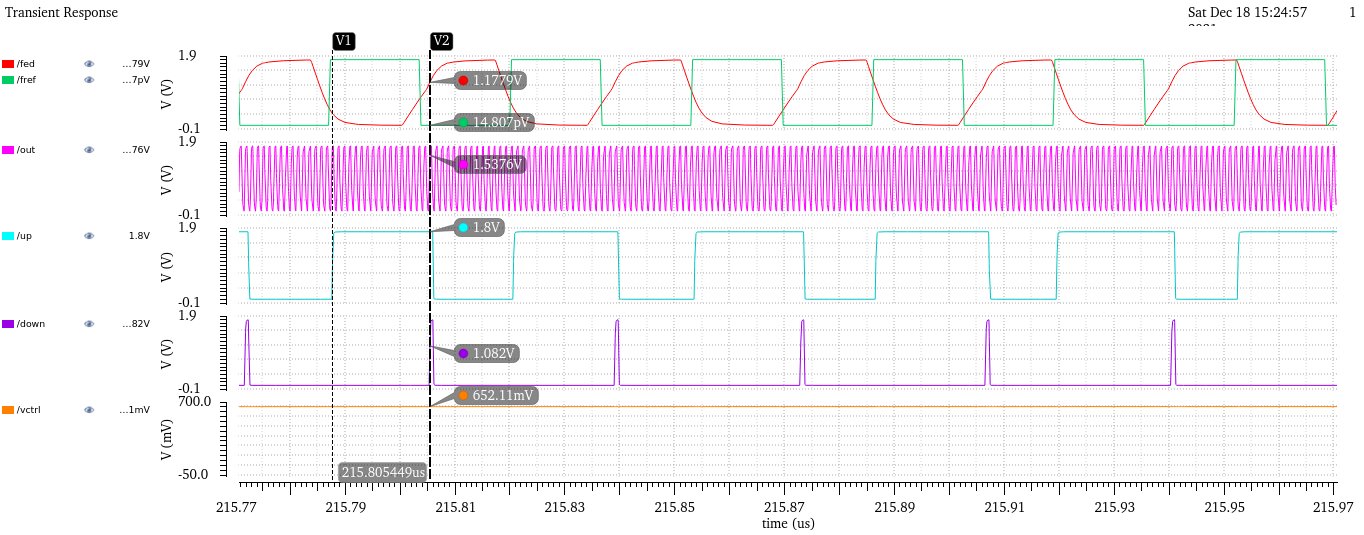 Transient Response
Sat Dec 18 15:24:57 1
V1 V2
/fed ...79V
/fref ...7pV
1.9
V (V)
-0.1
1.1779V
14.807pV
/out ...76V
1.9
V (V)
-0.1
1.5376V
/up 1.8V
1.9
V (V)
-0.1
1.8V
/down ...82V
1.9
V (V)
-0.1
1.082V
/vctrl ...1mV
700.0
V (mV)
-50.0
652.11mV
215.805449us
215.77 215.79 215.81 215.83 215.85 215.87 215.89 215.91 215.93 215.95 215.97
time (us)